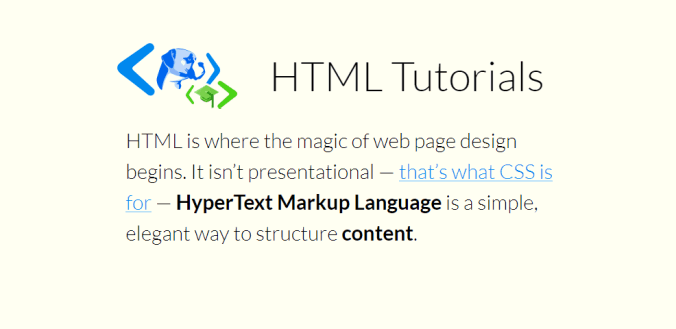 HTML Tutorials
HTML is where the magic of web page design
begins. It isn’t presentational — that’s what CSS is
for — HyperText Markup Language is a simple,
elegant way to structure content.